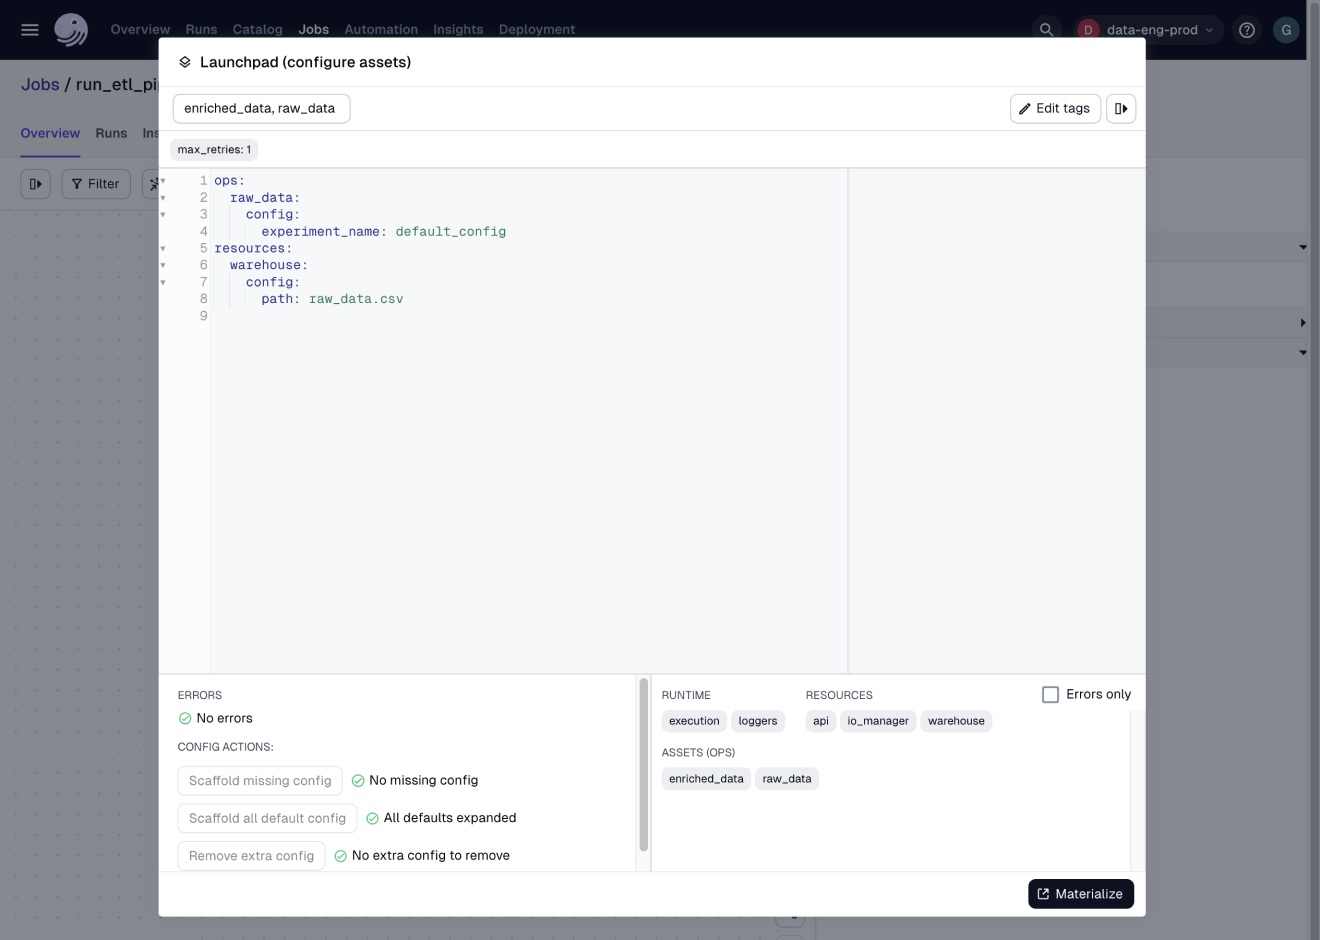 Overview Runs Catalog Jobs Automation Insights Deployment D data-eng-prod G
Launchpad (configure assets)
Jobs / run_etl_pi
enriched_data, raw_data
Edit tags
Overview Runs Ins
max_retries: 1
Filter
1 ops:
2 raw_data:
3 config:
4 experiment_name: default_config
5 resources:
6 warehouse:
7 config:
8 path: raw_data.csv
9
ERRORS
No errors
CONFIG ACTIONS:
Scaffold missing config No missing config
Scaffold all default config All defaults expanded
Remove extra config No extra config to remove
RUNTIME
execution loggers
RESOURCES
api io_manager warehouse
Errors only
ASSETS (OPS)
enriched_data raw_data
Materialize